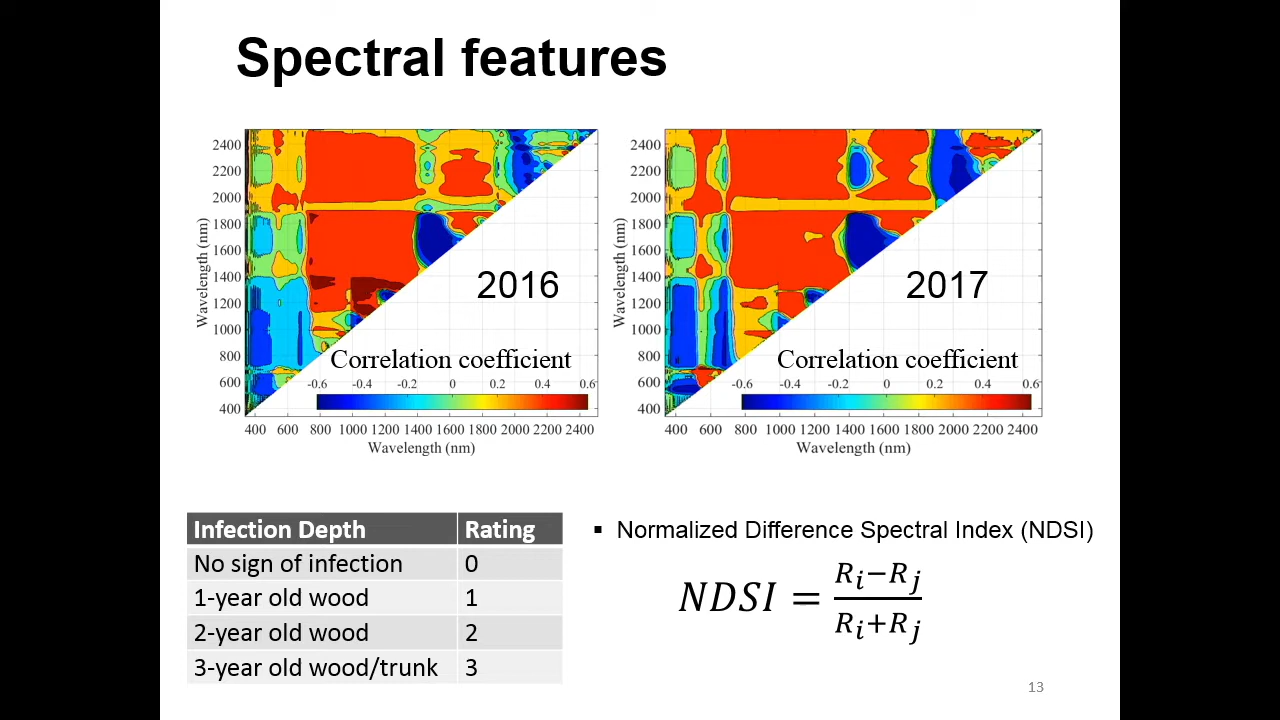 Spectral features
2400
2200
2000
1800
1600
1400
1200
1000
800
600
400
Wavelength (nm)
2016
Correlation coefficient
-0.6 -0.4 -0.2 0 0.2 0.4 0.6
400 600 800 1000 1200 1400 1600 1800 2000 2200 2400
Wavelength (nm)
2400
2200
2000
1800
1600
1400
1200
1000
800
600
400
Wavelength (nm)
2017
Correlation coefficient
-0.6 -0.4 -0.2 0 0.2 0.4 0.6
400 600 800 1000 1200 1400 1600 1800 2000 2200 2400
Wavelength (nm)
Infection Depth Rating
No sign of infection 0
1-year old wood 1
2-year old wood 2
3-year old wood/trunk 3
▪ Normalized Difference Spectral Index (NDSI)
NDSI = (Ri−Rj)/(Ri+Rj)
13